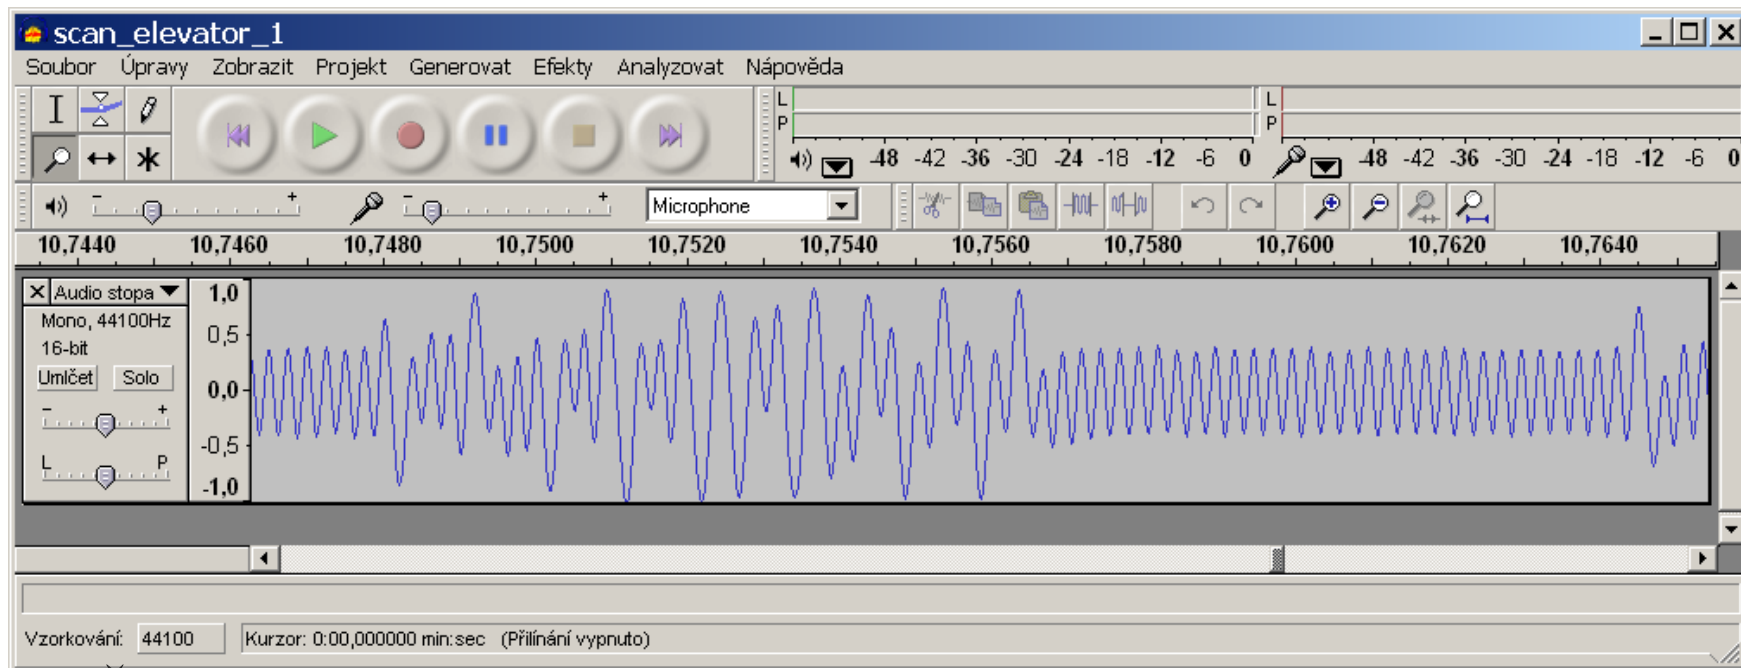 scan_elevator_1
Soubor Úpravy Zobrazit Projekt Generovat Efekty Analyzovat Nápověda
L
P
-48 -42 -36 -30 -24 -18 -12 -6 0
L
P
-48 -42 -36 -30 -24 -18 -12 -6 0
- + - + Microphone
10,7440 10,7460 10,7480 10,7500 10,7520 10,7540 10,7560 10,7580 10,7600 10,7620 10,7640
X Audio stopa
Mono, 44100Hz
16-bit
Umlčet Solo
- +
L P
1,0
0,5
0,0
-0,5
-1,0
Vzorkování: 44100 Kurzor: 0:00,000000 min:sec (Přilínání vypnuto)